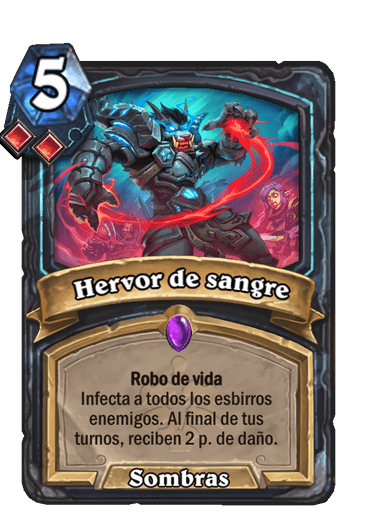 5
Hervor de sangre
Robo de vida
Infecta a todos los esbirros
enemigos. Al final de tus
turnos, reciben 2 p. de daño.
Sombras